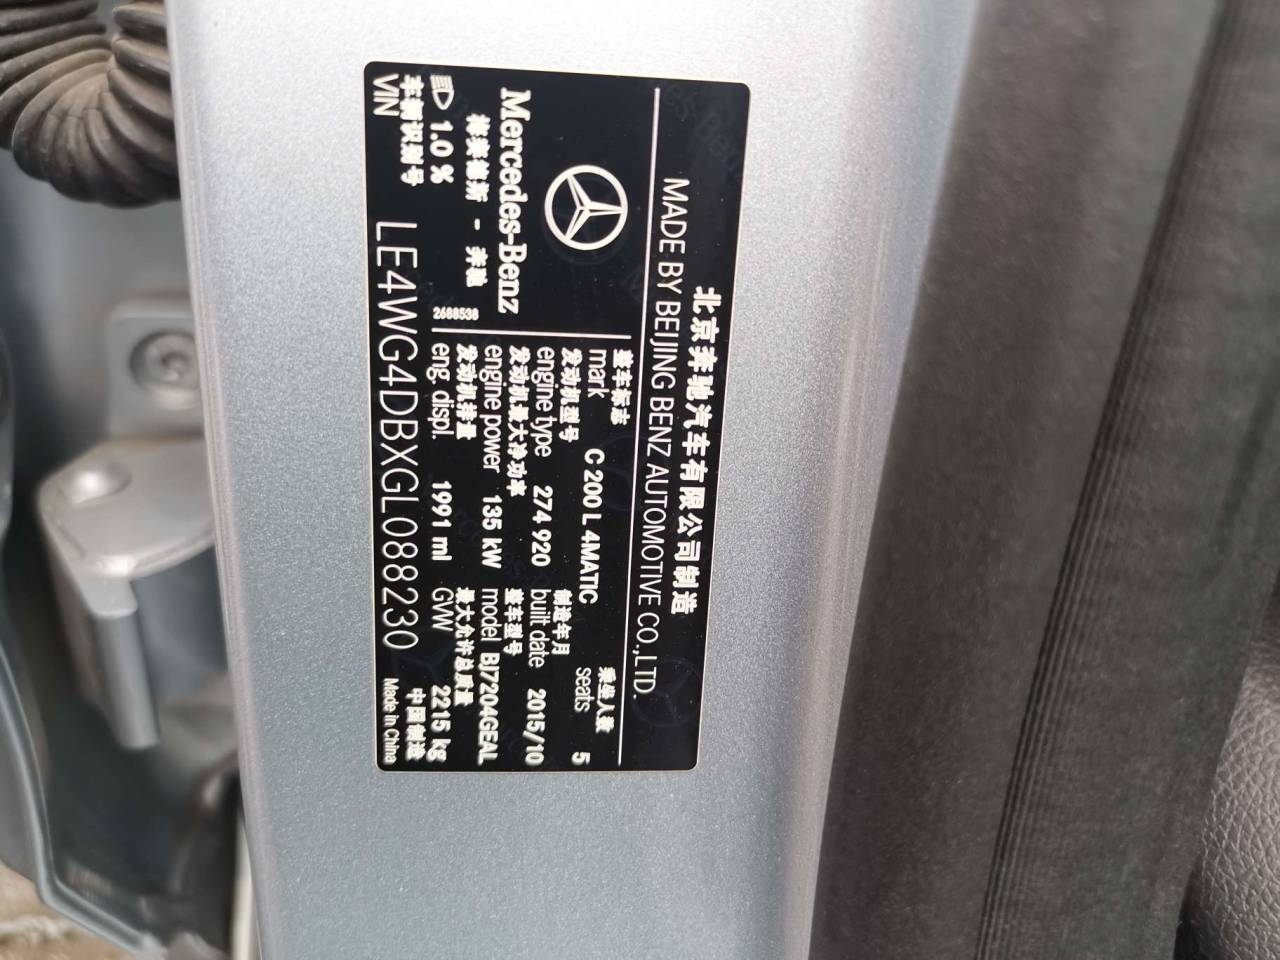 北京奔驰汽车有限公司制造
MADE BY BEIJING BENZ AUTOMOTIVE CO.,LTD.
Mercedes-Benz
梅赛德斯 - 奔驰
1.0 %
2688538
整车标志
mark C 200 L 4MATIC
乘坐人数
seats 5
发动机型号
engine type 274 920
制造年月
built date 2015/10
发动机最大净功率
engine power 135 kW
整车型号
model BJ7204GEAL
发动机排量
eng. displ. 1991 ml
最大允许总质量
GVW 2215 kg
车辆识别号
VIN LE4WG4DBXGL088230
中国制造
Made in China